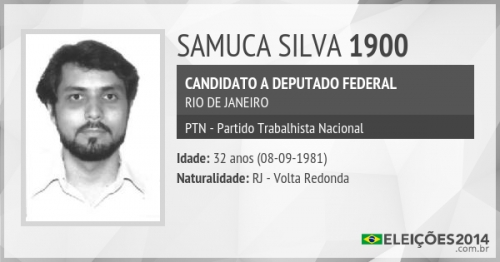 SAMUCA SILVA 1900
CANDIDATO A DEPUTADO FEDERAL
RIO DE JANEIRO
PTN - Partido Trabalhista Nacional
Idade: 32 anos (08-09-1981)
Naturalidade: RJ - Volta Redonda
ELEIÇÕES2014
.com.br